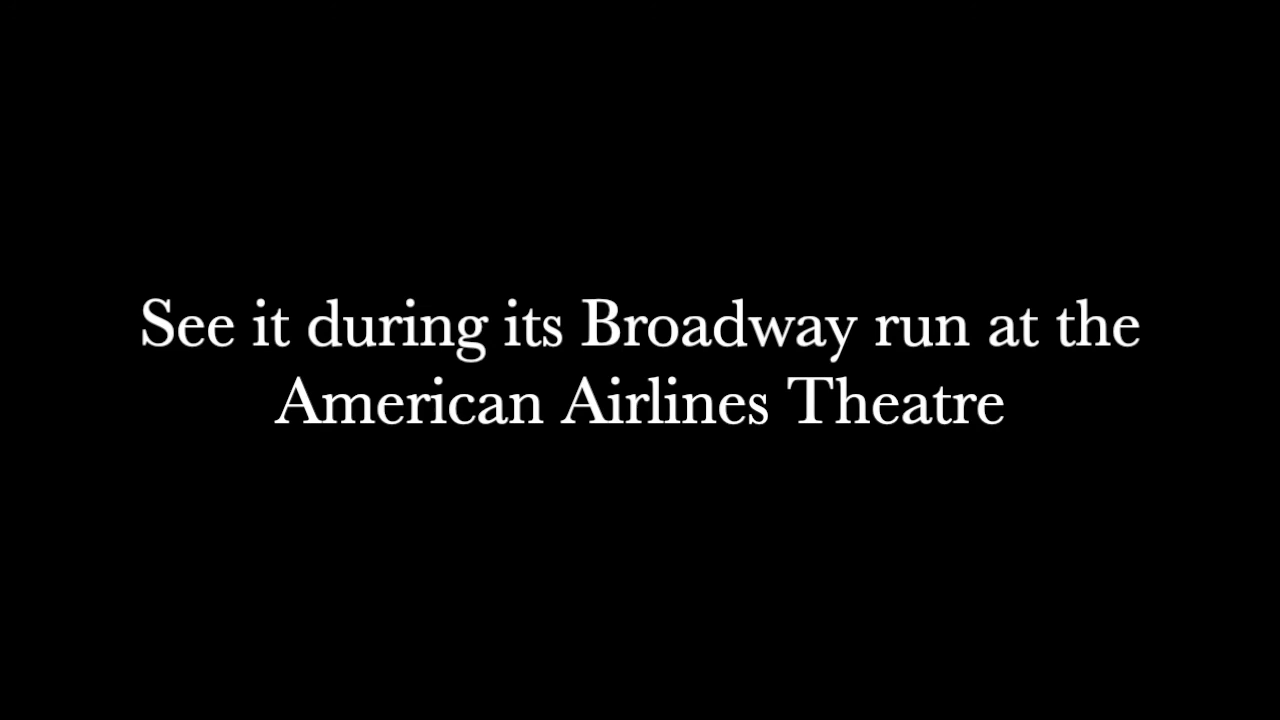 See it during its Broadway run at the
American Airlines Theatre